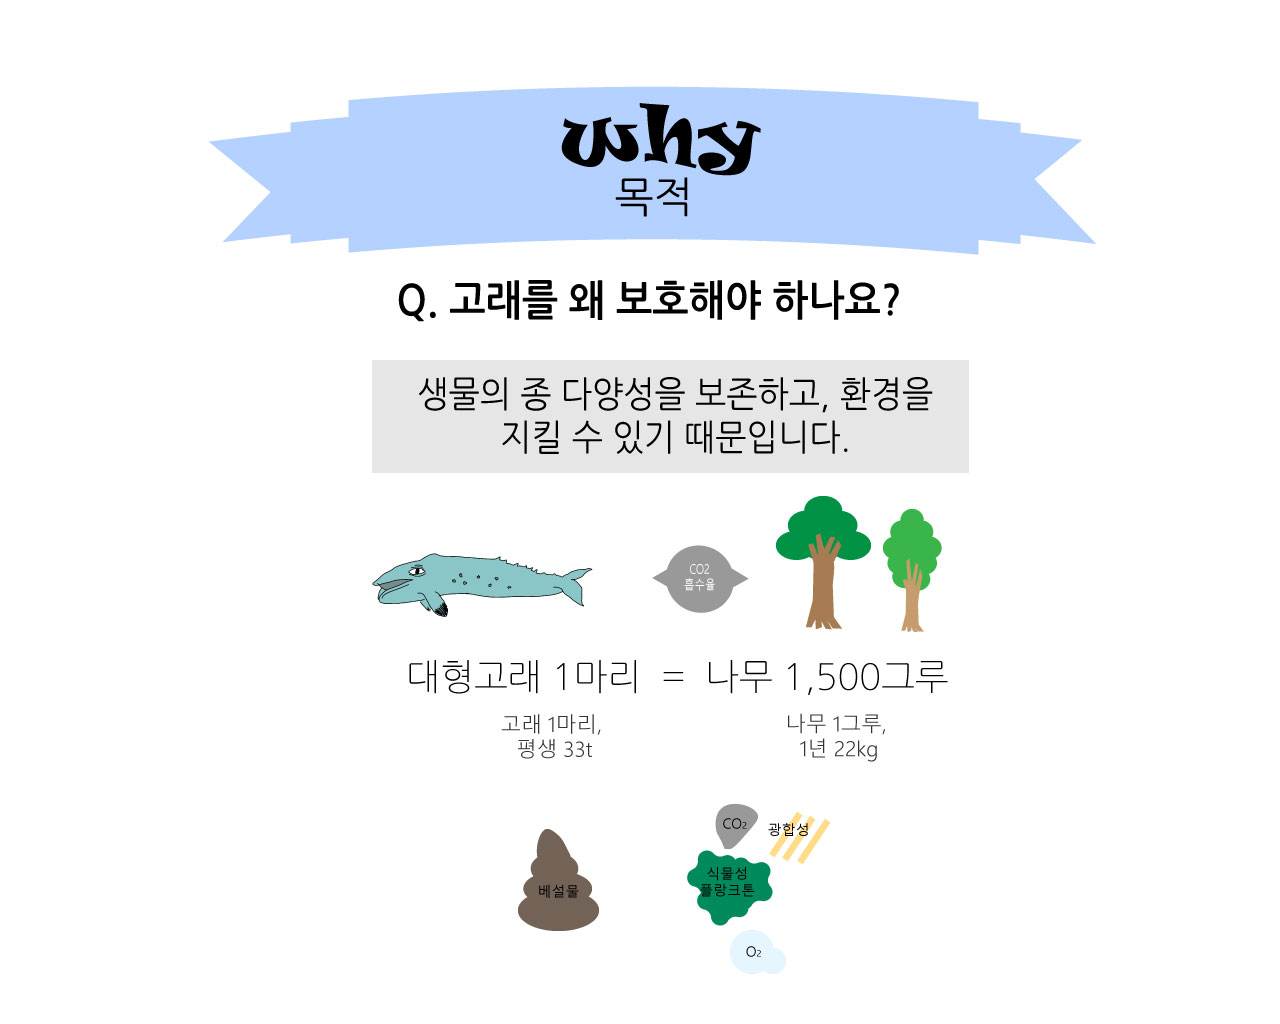 why
목적
Q. 고래를 왜 보호해야 하나요?
생물의 종 다양성을 보존하고, 환경을
지킬 수 있기 때문입니다.
CO2
흡수율
대형고래 1마리 = 나무 1,500그루
고래 1마리,
평생 33t
나무 1그루,
1년 22kg
CO2
광합성
식물성
플랑크톤
베설물
O2